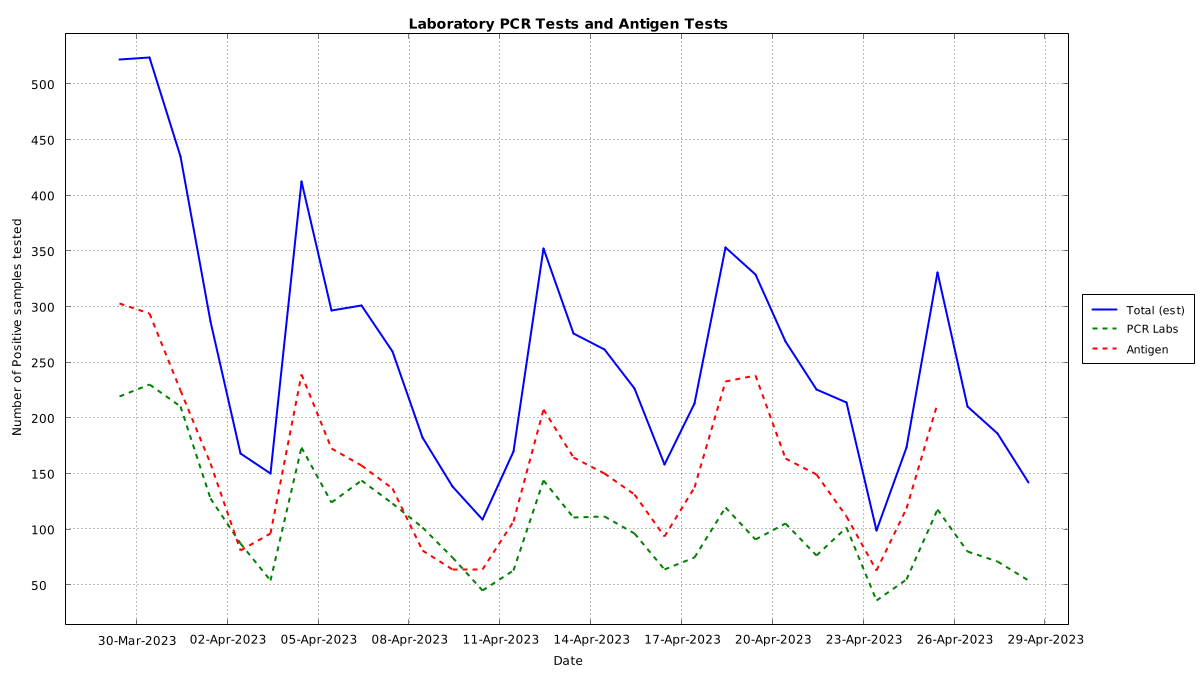 Laboratory PCR Tests and Antigen Tests
Number of Positive samples tested
500
450
400
350
300
250
200
150
100
50
30-Mar-2023 02-Apr-2023 05-Apr-2023 08-Apr-2023 11-Apr-2023 14-Apr-2023 17-Apr-2023 20-Apr-2023 23-Apr-2023 26-Apr-2023 29-Apr-2023
Date
Total (est)
PCR Labs
Antigen